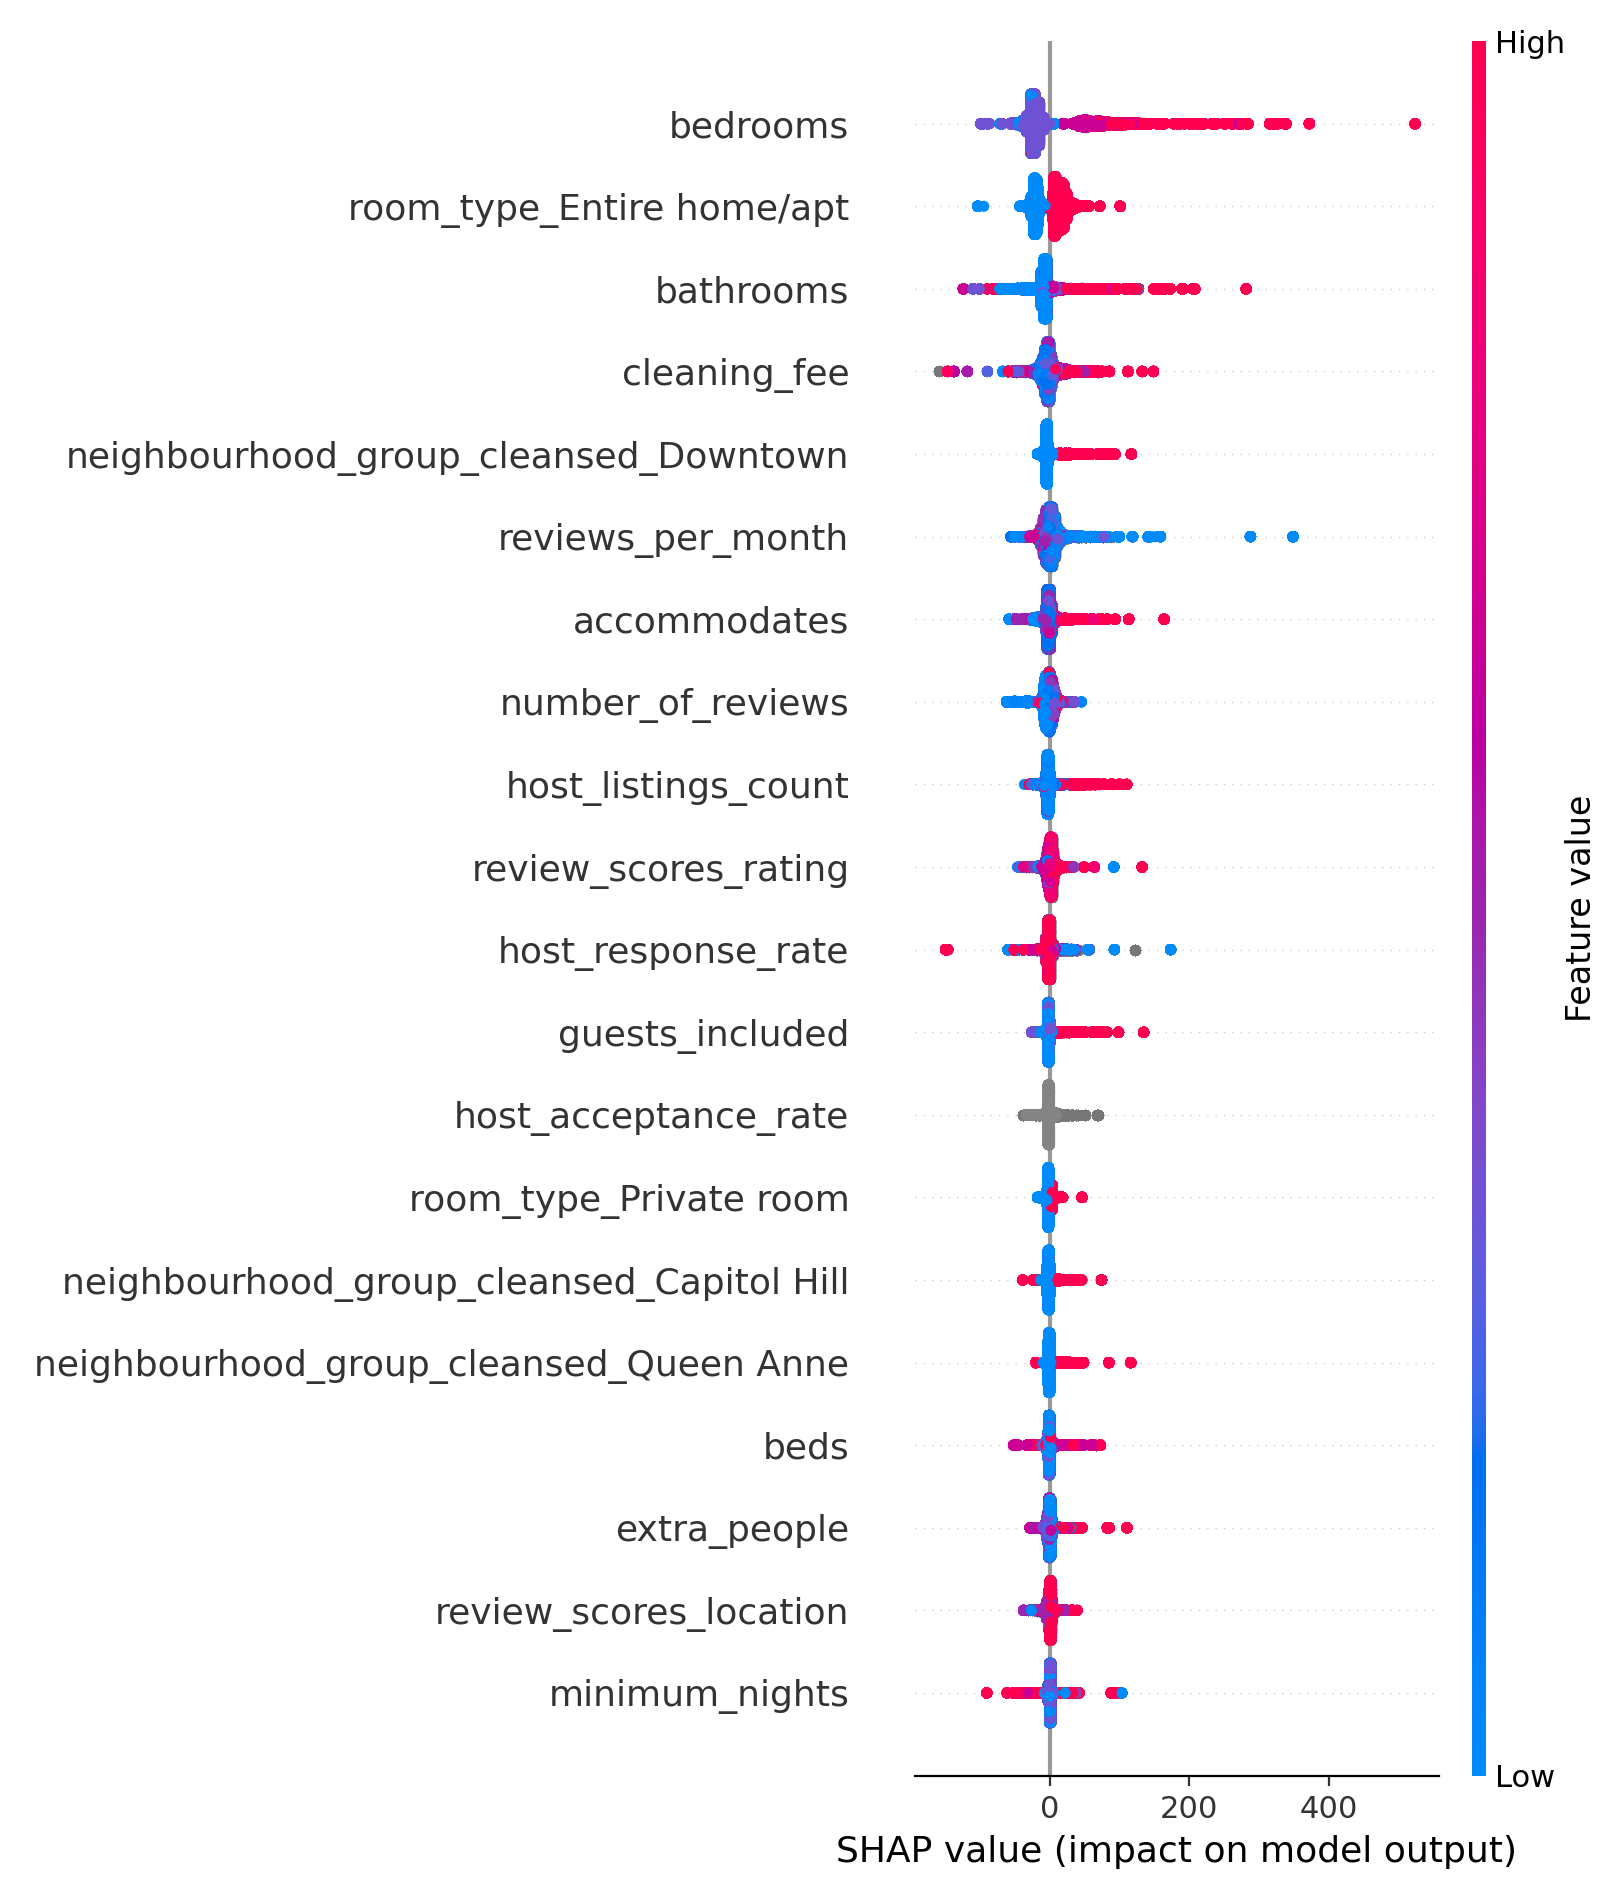 High
bedrooms
room_type_Entire home/apt
bathrooms
cleaning_fee
neighbourhood_group_cleansed_Downtown
reviews_per_month
accommodates
number_of_reviews
host_listings_count
review_scores_rating
host_response_rate
guests_included
host_acceptance_rate
room_type_Private room
neighbourhood_group_cleansed_Capitol Hill
neighbourhood_group_cleansed_Queen Anne
beds
extra_people
review_scores_location
minimum_nights
Feature value
Low
0 200 400
SHAP value (impact on model output)